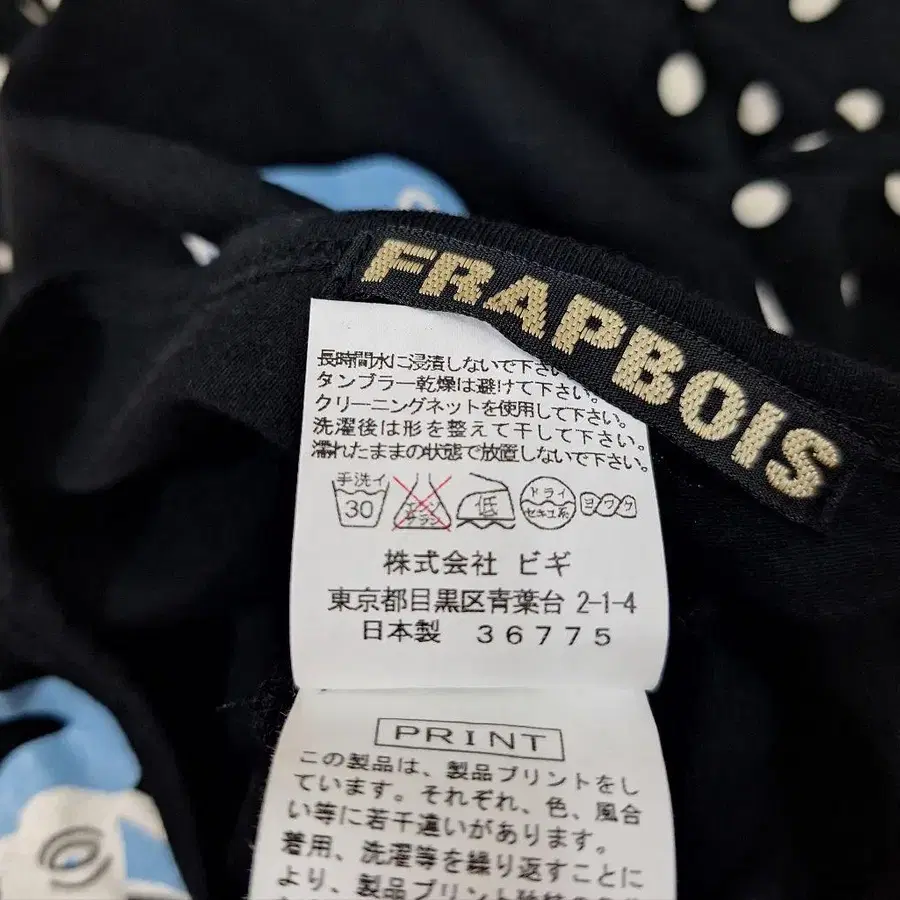 FRAPBOIS
長時間水に浸漬しないで下さい。
タンブラー乾燥は避けて下さい。
クリーニングネットを使用して下さい。
洗濯後は形を整えて干して下さい。
濡れたままの状態で放置しないで下さい。
手洗イ 30 エンソ サラシ 低 ドライ セキユ系 ヨワク
株式会社 ビギ
東京都目黒区青葉台 2-1-4
日本製 36775
PRINT
この製品は、製品プリントをし
ています。それぞれ、色、風合
い等に若干違いがあります。
着用、洗濯等を繰り返すことに
より、製品プリント